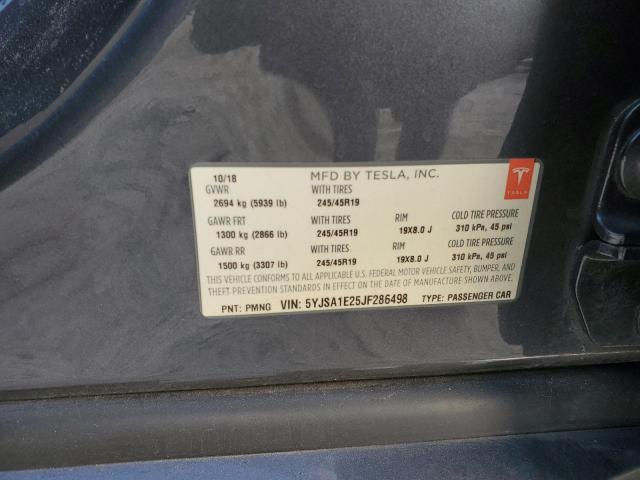 10/18 MFD BY TESLA, INC.
GVWR WITH TIRES
2694 kg (5939 lb) 245/45R19
GAWR FRT WITH TIRES RIM COLD TIRE PRESSURE
1300 kg (2866 lb) 245/45R19 19X8.0 J 310 kPa, 45 psi
GAWR RR WITH TIRES RIM COLD TIRE PRESSURE
1500 kg (3307 lb) 245/45R19 19X8.0 J 310 kPa, 45 psi
THIS VEHICLE CONFORMS TO ALL APPLICABLE U.S. FEDERAL MOTOR VEHICLE SAFETY, BUMPER, AND
THEFT PREVENTION STANDARDS IN EFFECT ON THE DATE OF MANUFACTURE SHOWN ABOVE.
PNT: PMNG VIN: 5YJSA1E25JF286498 TYPE: PASSENGER CAR
TESLA